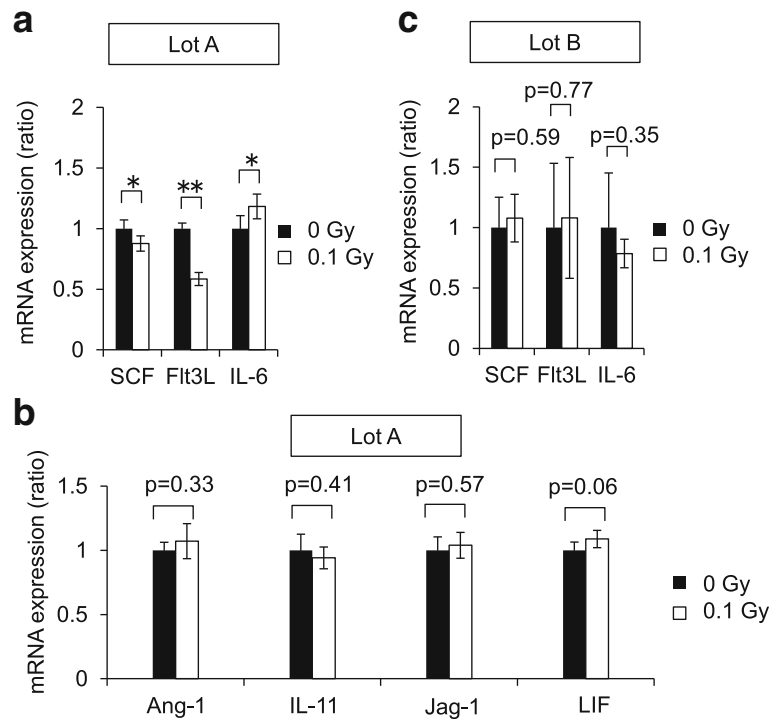 a
Lot A
mRNA expression (ratio)
2
1.5
1
0.5
0
*
**
*
SCF
Flt3L
IL-6
0 Gy
0.1 Gy
c
Lot B
mRNA expression (ratio)
2
1.5
1
0.5
0
p=0.77
p=0.59
p=0.35
SCF
Flt3L
IL-6
0 Gy
0.1 Gy
b
Lot A
mRNA expression (ratio)
1.5
1
0.5
0
p=0.33
p=0.41
p=0.57
p=0.06
Ang-1
IL-11
Jag-1
LIF
0 Gy
0.1 Gy